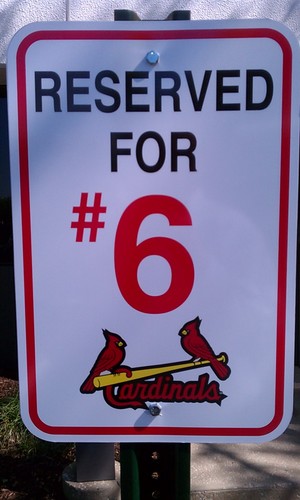 RESERVED
FOR
#6
Cardinals